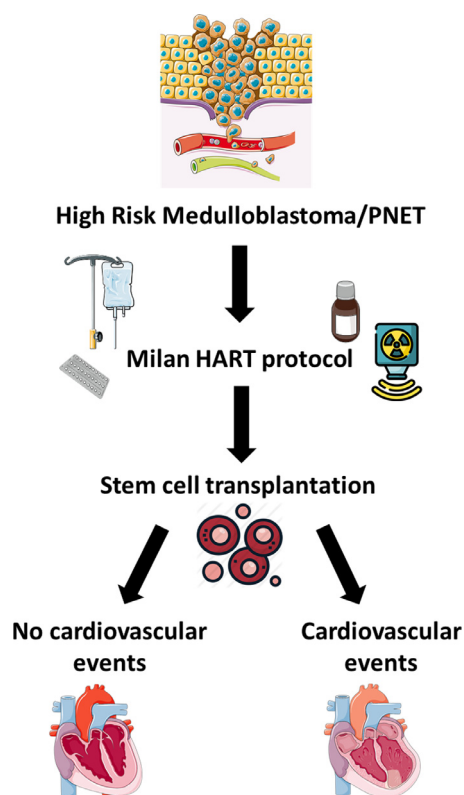 High Risk Medulloblastoma/PNET
Milan HART protocol
Stem cell transplantation
No cardiovascular
events
Cardiovascular
events